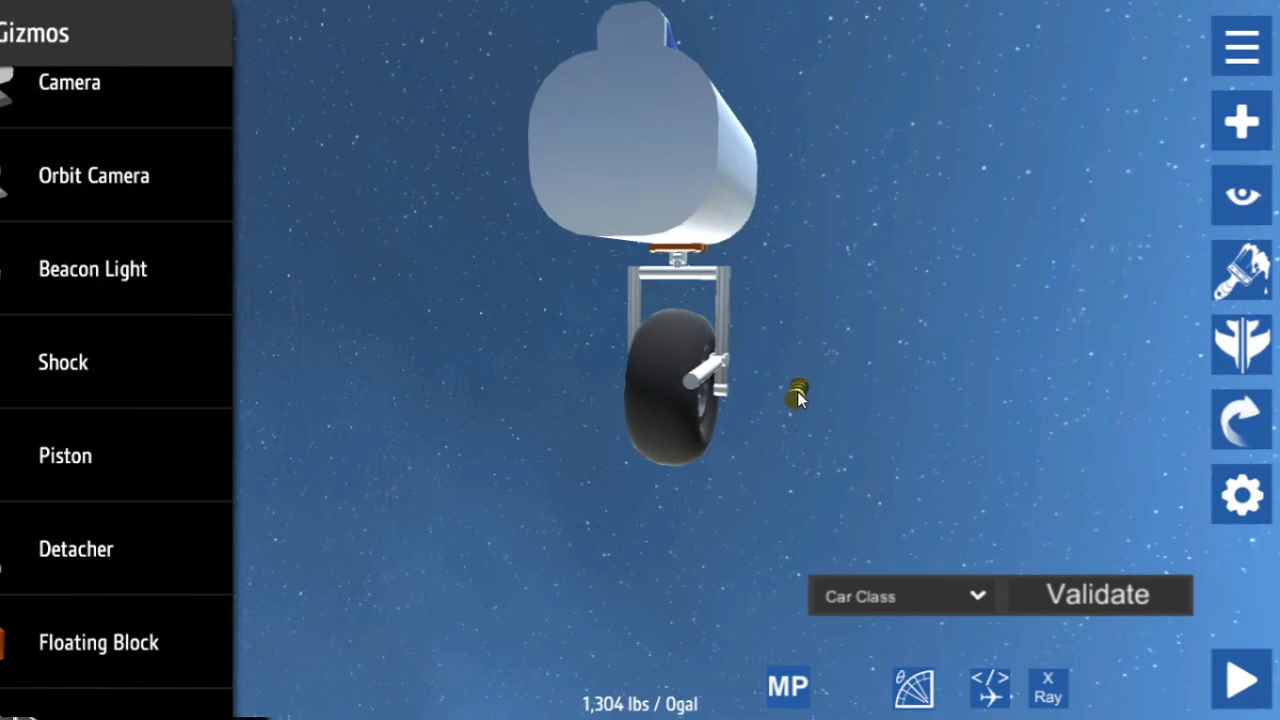 Gizmos
Camera
Orbit Camera
Beacon Light
Shock
Piston
Detacher
Floating Block
Car Class
Validate
MP
θ
</>
X
Ray
1,304 lbs / 0gal